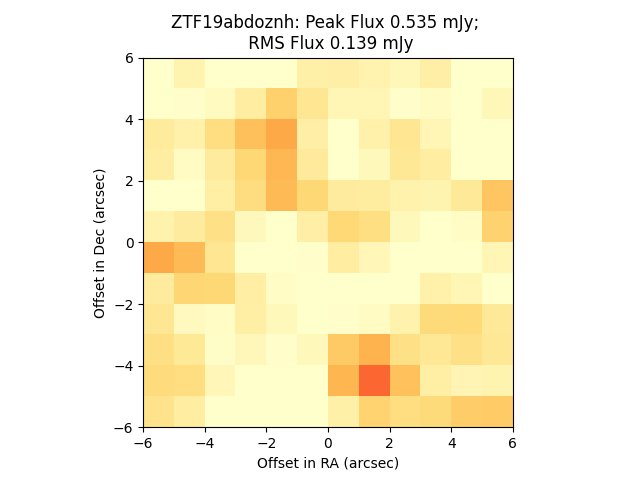 ZTF19abdoznh: Peak Flux 0.535 mJy;
RMS Flux 0.139 mJy
6
4
2
0
−2
−4
−6
Offset in Dec (arcsec)
−6 −4 −2 0 2 4 6
Offset in RA (arcsec)